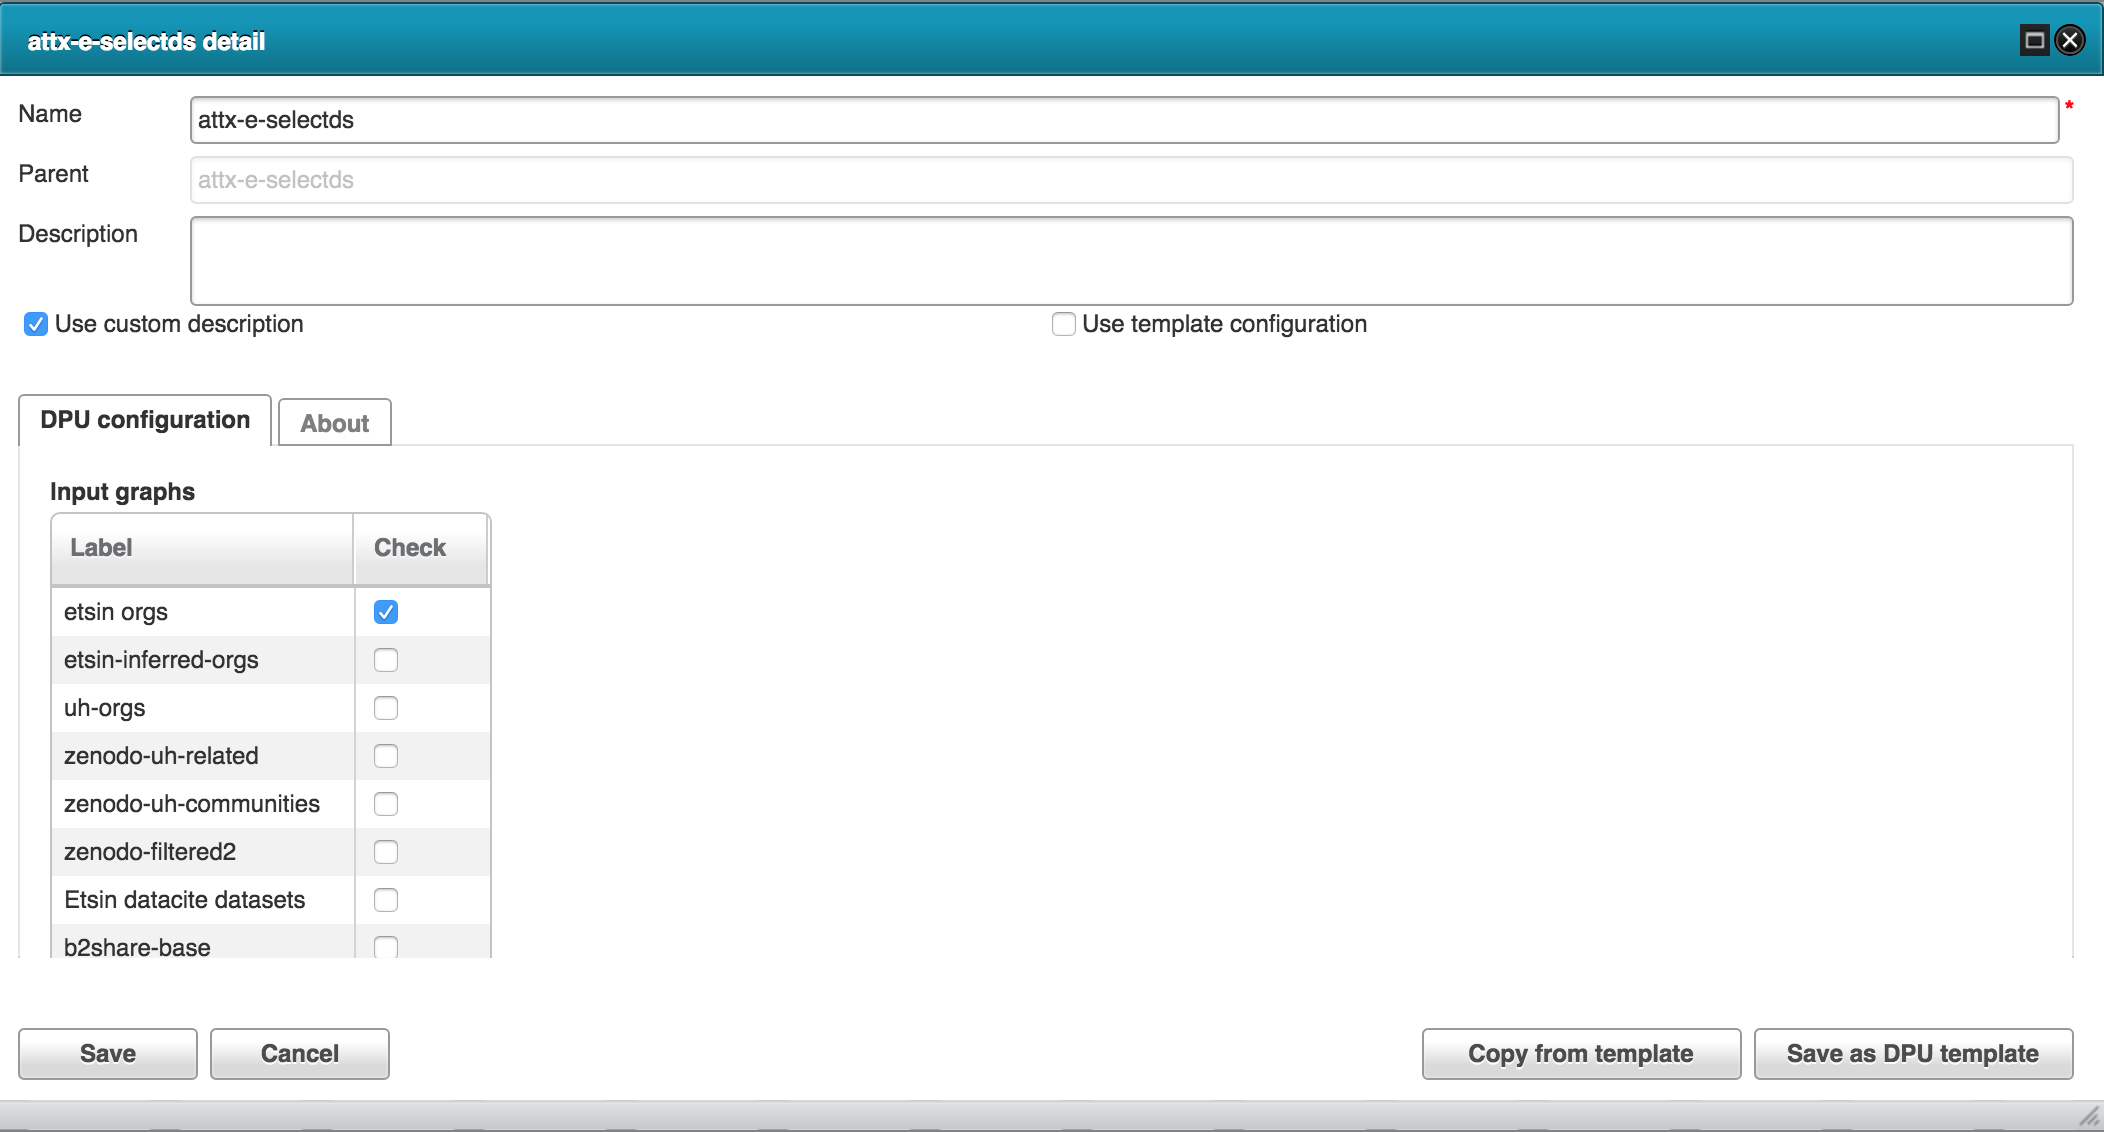 attx-e-selectds detail
Name attx-e-selectds *
Parent attx-e-selectds
Description
Use custom description Use template configuration
DPU configuration About
Input graphs
Label Check
etsin orgs
etsin-inferred-orgs
uh-orgs
zenodo-uh-related
zenodo-uh-communities
zenodo-filtered2
Etsin datacite datasets
b2share-base
Save Cancel Copy from template Save as DPU template